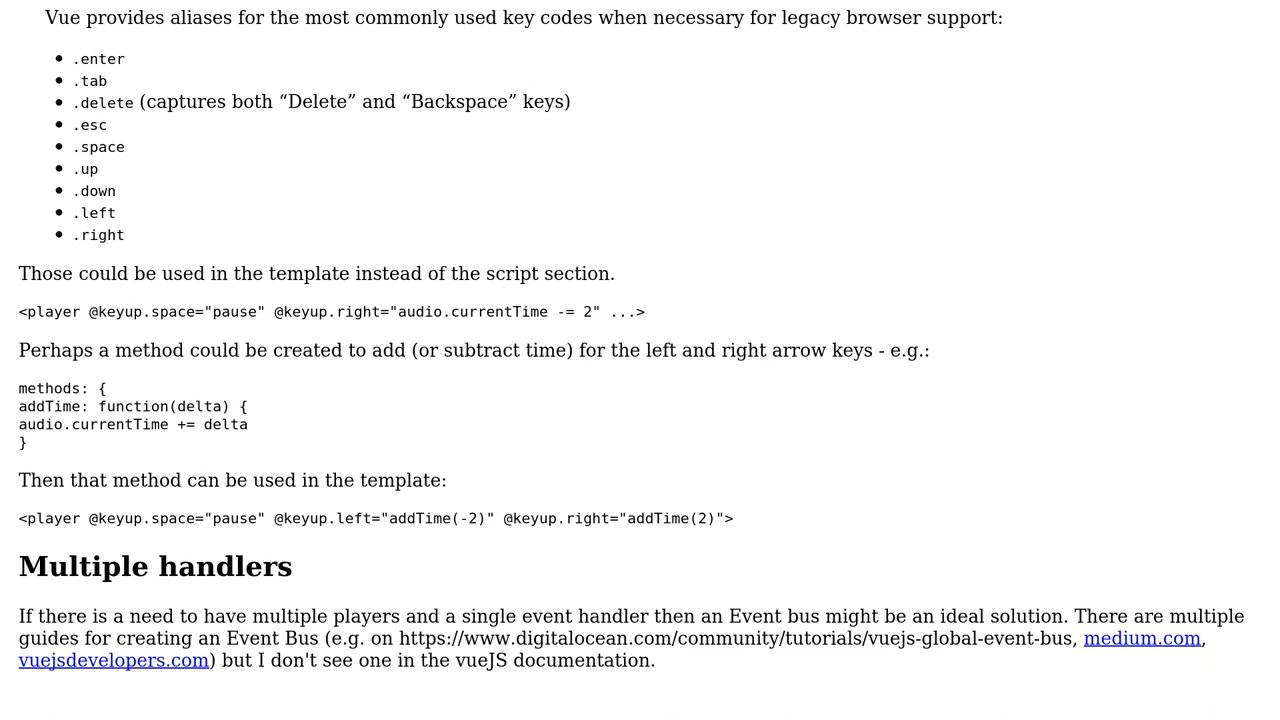 Vue provides aliases for the most commonly used key codes when necessary for legacy browser support:
.enter
.tab
.delete (captures both “Delete” and “Backspace” keys)
.esc
.space
.up
.down
.left
.right
Those could be used in the template instead of the script section.
<player @keyup.space="pause" @keyup.right="audio.currentTime -= 2" ...>
Perhaps a method could be created to add (or subtract time) for the left and right arrow keys - e.g.:
methods: {
addTime: function(delta) {
audio.currentTime += delta
}
Then that method can be used in the template:
<player @keyup.space="pause" @keyup.left="addTime(-2)" @keyup.right="addTime(2)">
Multiple handlers
If there is a need to have multiple players and a single event handler then an Event bus might be an ideal solution. There are multiple
guides for creating an Event Bus (e.g. on https://www.digitalocean.com/community/tutorials/vuejs-global-event-bus, medium.com,
vuejsdevelopers.com) but I don't see one in the vueJS documentation.